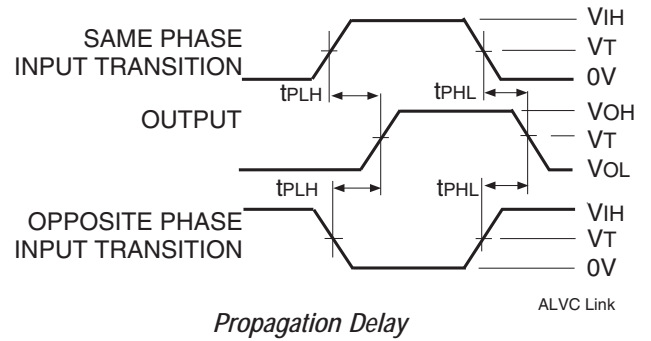 VIH
SAME PHASE
INPUT TRANSITION
VT
0V
tPLH
tPHL
OUTPUT
VOH
VT
VOL
tPLH
tPHL
OPPOSITE PHASE
INPUT TRANSITION
VIH
VT
0V
ALVC Link
Propagation Delay